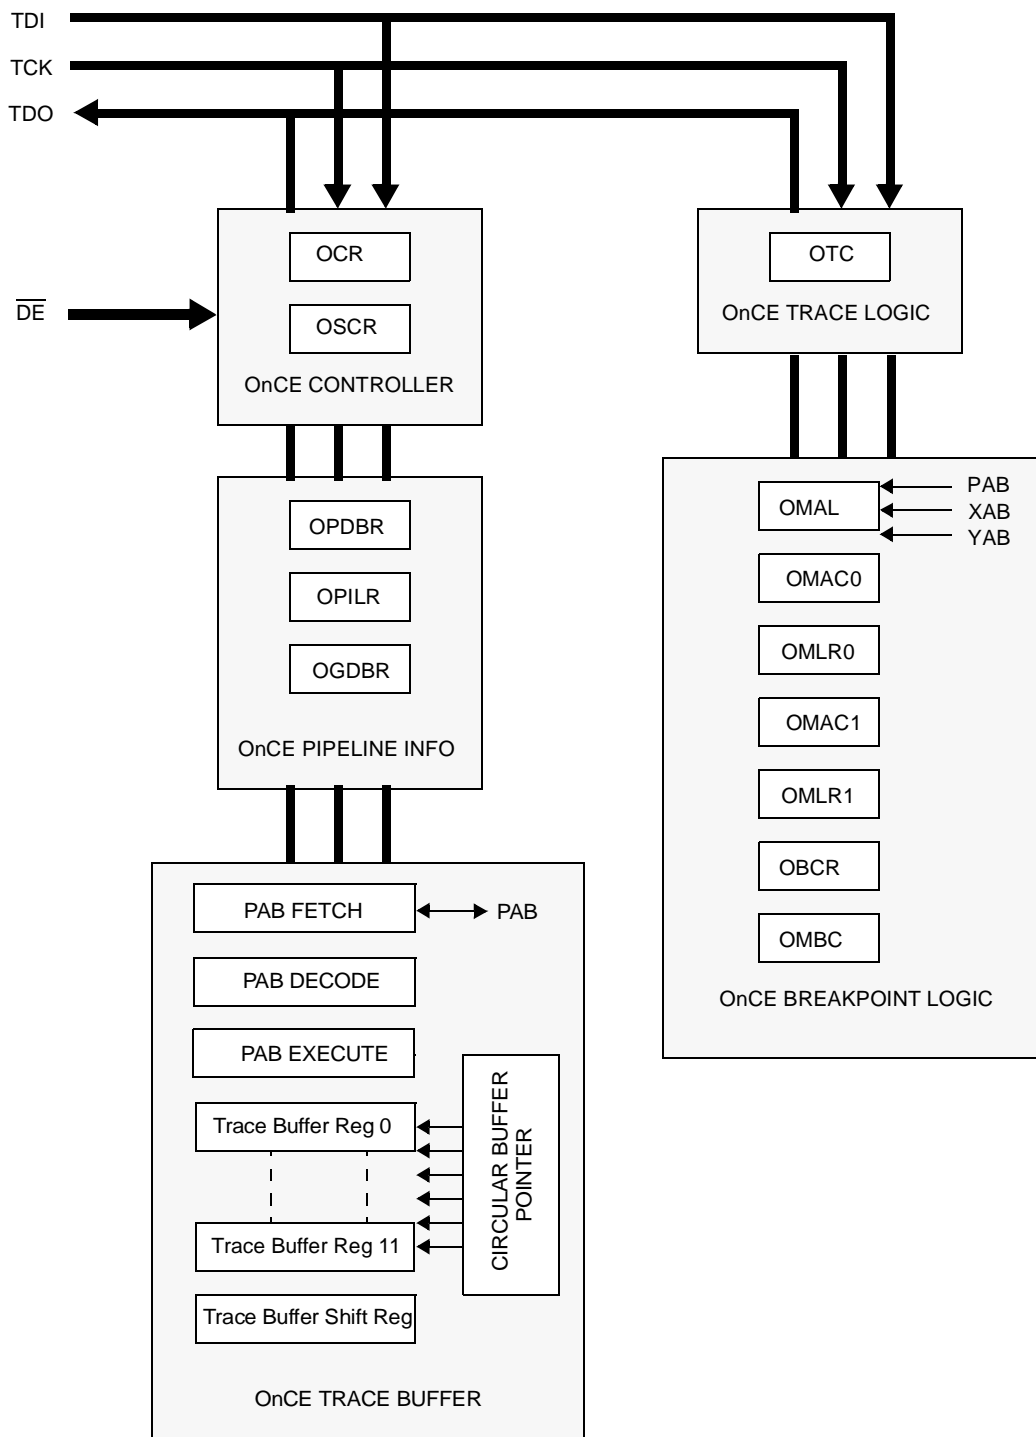 TDI
TCK
TDO
DE
OCR
OSCR
OnCE CONTROLLER
OTC
OnCE TRACE LOGIC
OPDBR
OPILR
OGDBR
OnCE PIPELINE INFO
OMAL
PAB
XAB
YAB
OMAC0
OMLR0
OMAC1
OMLR1
OBCR
OMBC
OnCE BREAKPOINT LOGIC
PAB FETCH
PAB
PAB DECODE
PAB EXECUTE
Trace Buffer Reg 0
Trace Buffer Reg 11
Trace Buffer Shift Reg
CIRCULAR BUFFER
POINTER
OnCE TRACE BUFFER